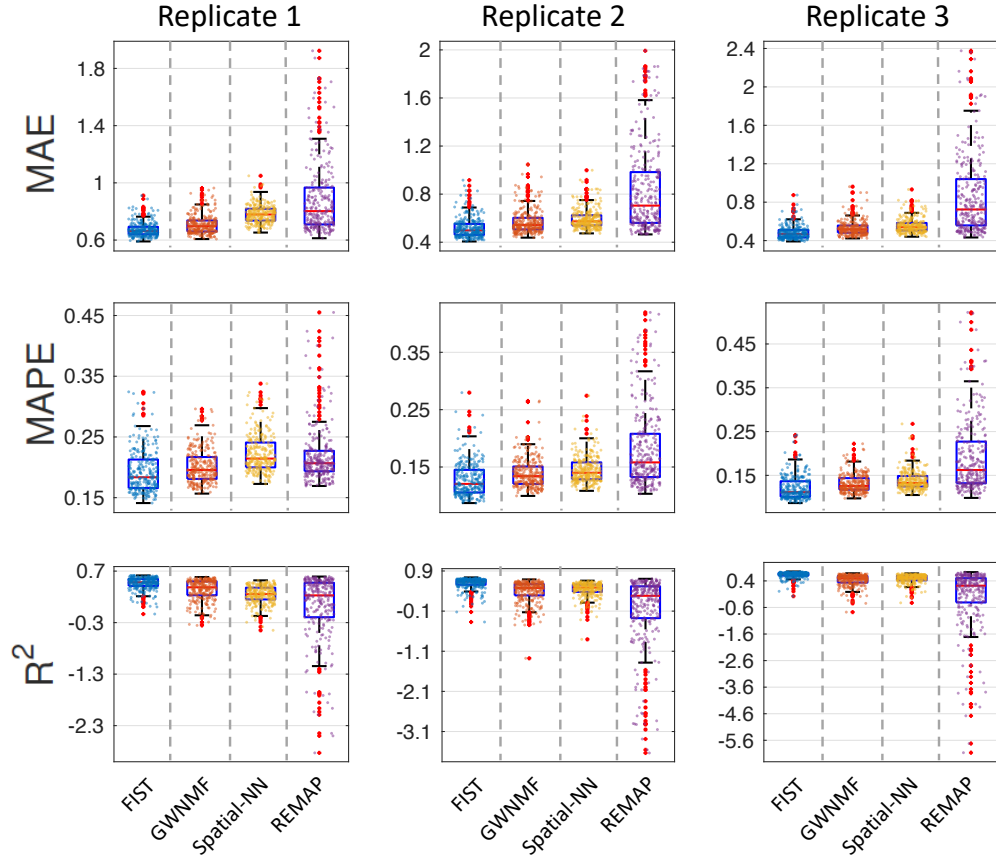 Replicate 1
Replicate 2
Replicate 3
MAE
1.8
1.4
1
0.6
2
1.6
1.2
0.8
0.4
2.4
2
1.6
1.2
0.8
0.4
MAPE
0.45
0.35
0.25
0.15
0.35
0.25
0.15
0.45
0.35
0.25
0.15
R²
0.7
-0.3
-1.3
-2.3
0.9
-0.1
-1.1
-2.1
-3.1
0.4
-0.6
-1.6
-2.6
-3.6
-4.6
-5.6
FIST
GWNMF
Spatial-NN
REMAP
FIST
GWNMF
Spatial-NN
REMAP
FIST
GWNMF
Spatial-NN
REMAP